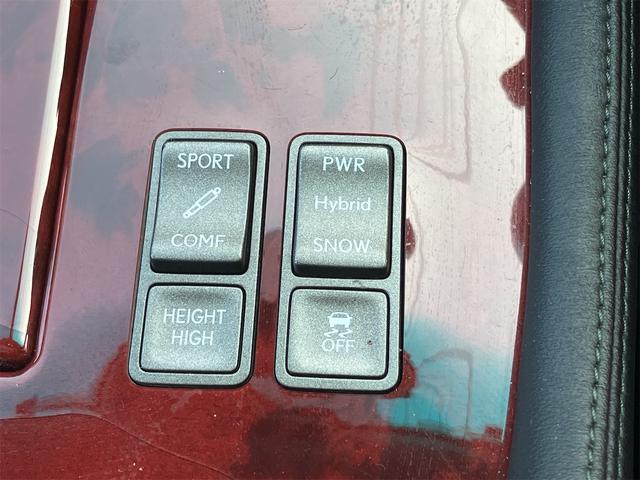 SPORT
COMF
HEIGHT
HIGH
PWR
Hybrid
SNOW
OFF